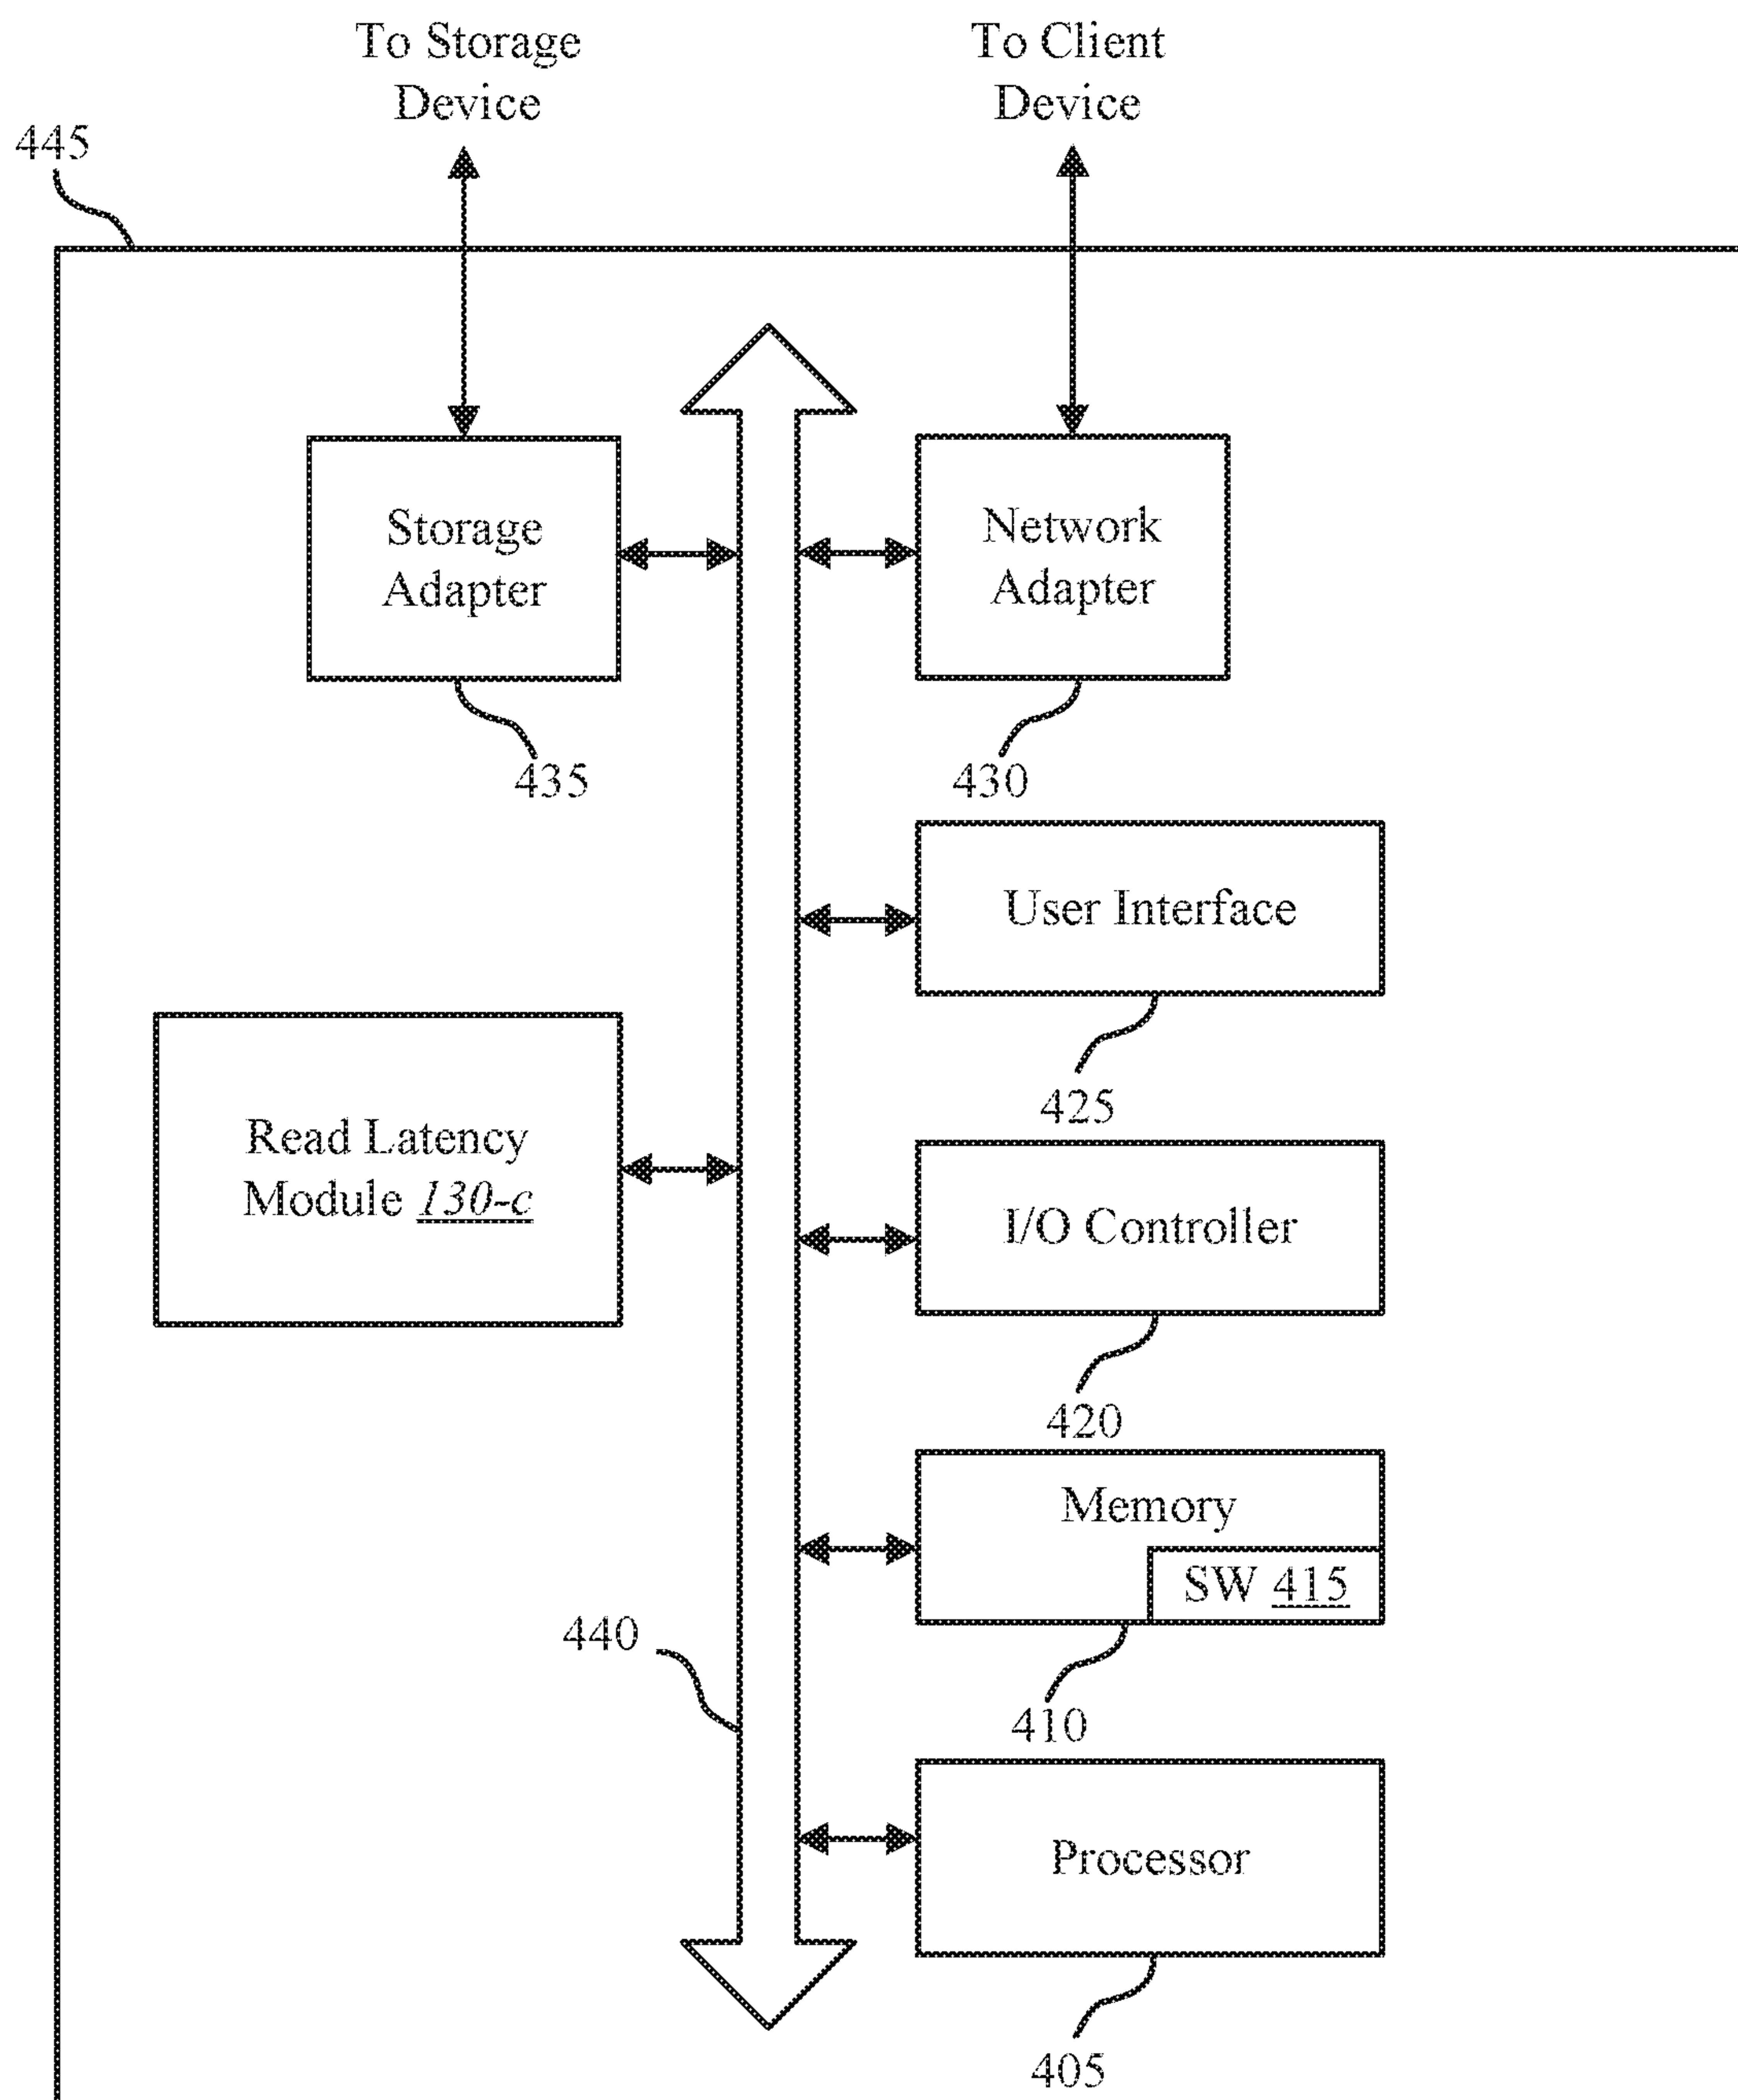 To Storage
Device
To Client
Device
445
Storage
Adapter
Network
Adapter
435
430
User Interface
425
Read Latency
Module 130-c
I/O Controller
420
Memory
SW 415
440
410
Processor
405